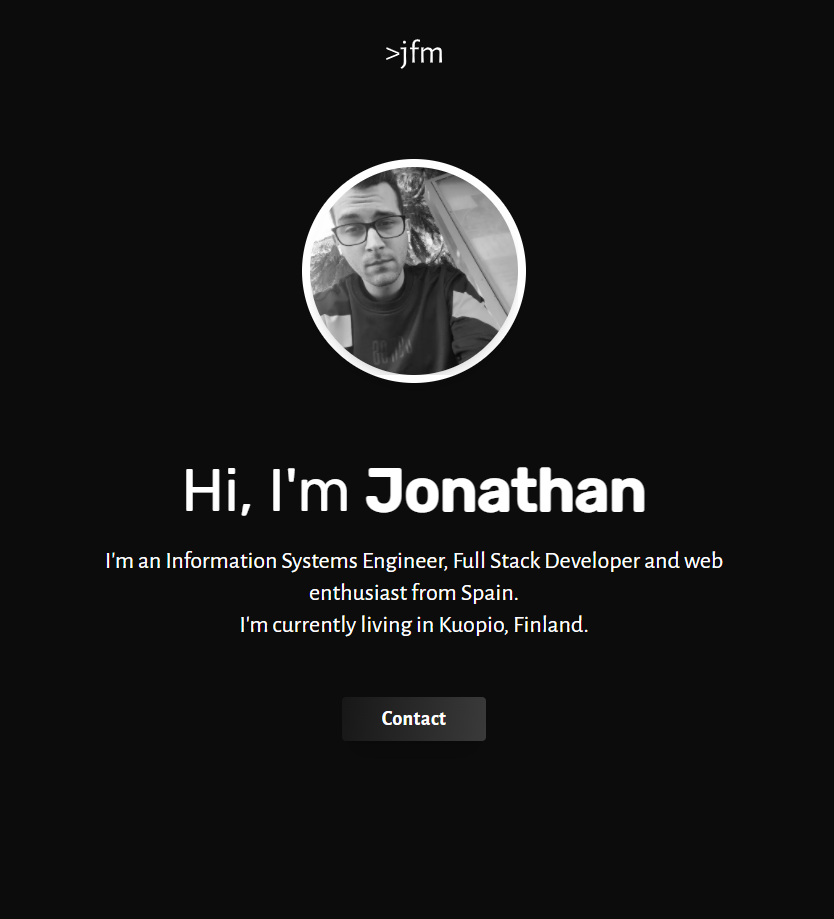 >jfm
Hi, I'm Jonathan
I'm an Information Systems Engineer, Full Stack Developer and web
enthusiast from Spain.
I'm currently living in Kuopio, Finland.
Contact